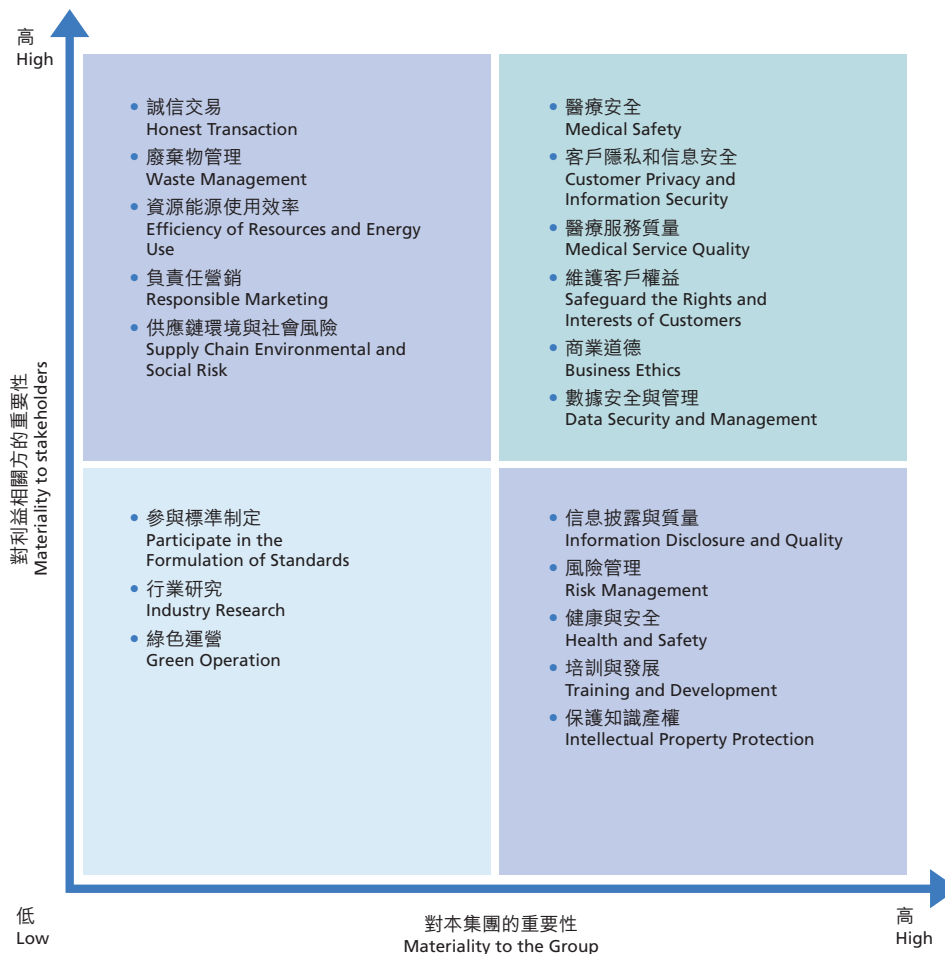 高
High
誠信交易
Honest Transaction
廢棄物管理
Waste Management
資源能源使用效率
Efficiency of Resources and Energy
Use
負責任營銷
Responsible Marketing
供應鏈環境與社會風險
Supply Chain Environmental and
Social Risk
醫療安全
Medical Safety
客戶隱私和信息安全
Customer Privacy and
Information Security
醫療服務質量
Medical Service Quality
維護客戶權益
Safeguard the Rights and
Interests of Customers
商業道德
Business Ethics
數據安全與管理
Data Security and Management
對利益相關方的重要性
Materiality to stakeholders
參與標準制定
Participate in the
Formulation of Standards
行業研究
Industry Research
綠色運營
Green Operation
信息披露與質量
Information Disclosure and Quality
風險管理
Risk Management
健康與安全
Health and Safety
培訓與發展
Training and Development
保護知識產權
Intellectual Property Protection
低
Low
對本集團的重要性
Materiality to the Group
高
High